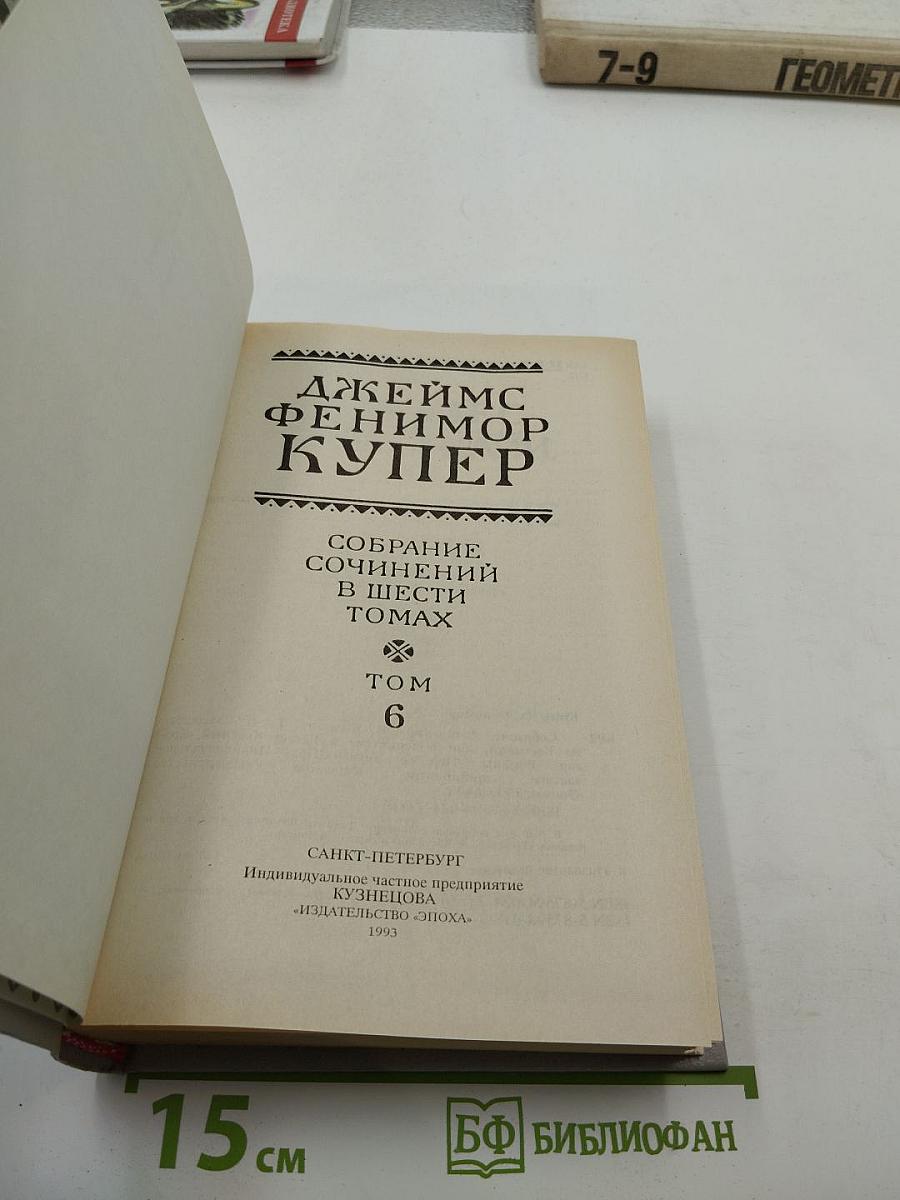 БЛИОТЕКА
7-9
ГЕОМЕТ
ДЖЕЙМС
ФЕНИМОР
КУПЕР
СОБРАНИЕ
СОЧИНЕНИЙ
В ШЕСТИ
ТОМАХ
ТОМ
6
САНКТ-ПЕТЕРБУРГ
Индивидуальное частное предприятие
КУЗНЕЦОВА
«ИЗДАТЕЛЬСТВО «ЭПОХА»
1993
15 см
БФ БИБЛИОФАН